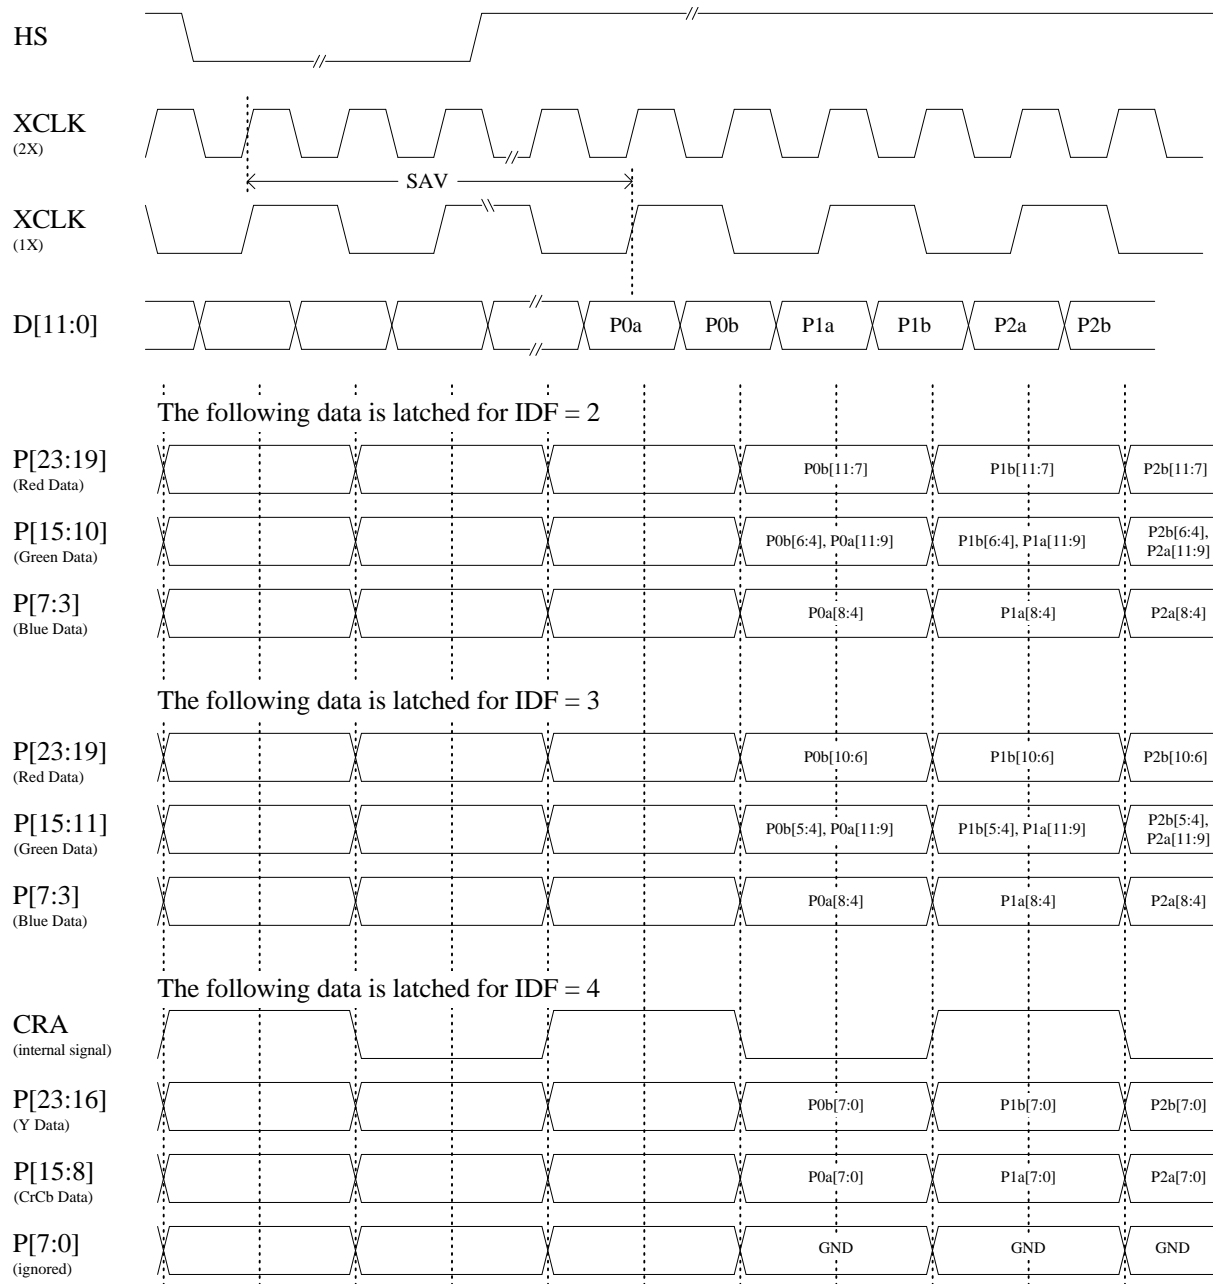 HS
XCLK
(2X)
SAV
XCLK
(1X)
D[11:0]
P0a P0b P1a P1b P2a P2b
The following data is latched for IDF = 2
P[23:19]
(Red Data)
P0b[11:7] P1b[11:7] P2b[11:7]
P[15:10]
(Green Data)
P0b[6:4], P0a[11:9] P1b[6:4], P1a[11:9] P2b[6:4],
P2a[11:9]
P[7:3]
(Blue Data)
P0a[8:4] P1a[8:4] P2a[8:4]
The following data is latched for IDF = 3
P[23:19]
(Red Data)
P0b[10:6] P1b[10:6] P2b[10:6]
P[15:11]
(Green Data)
P0b[5:4], P0a[11:9] P1b[5:4], P1a[11:9] P2b[5:4],
P2a[11:9]
P[7:3]
(Blue Data)
P0a[8:4] P1a[8:4] P2a[8:4]
The following data is latched for IDF = 4
CRA
(internal signal)
P[23:16]
(Y Data)
P0b[7:0] P1b[7:0] P2b[7:0]
P[15:8]
(CrCb Data)
P0a[7:0] P1a[7:0] P2a[7:0]
P[7:0]
(ignored)
GND GND GND